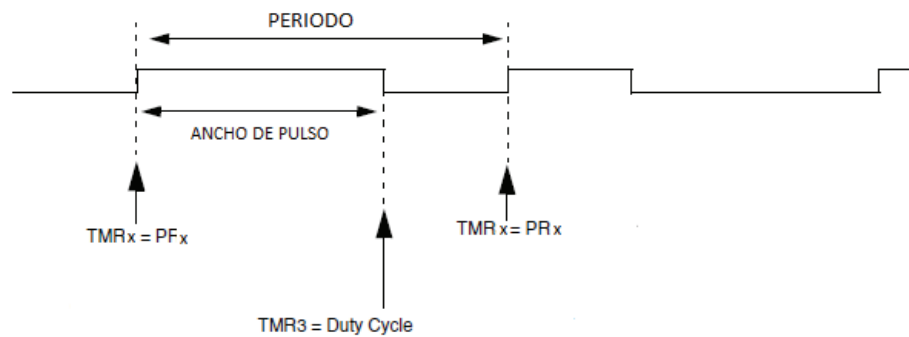 PERIODO
ANCHO DE PULSO
TMRx = PFx
TMRx = PRx
TMR3 = Duty Cycle